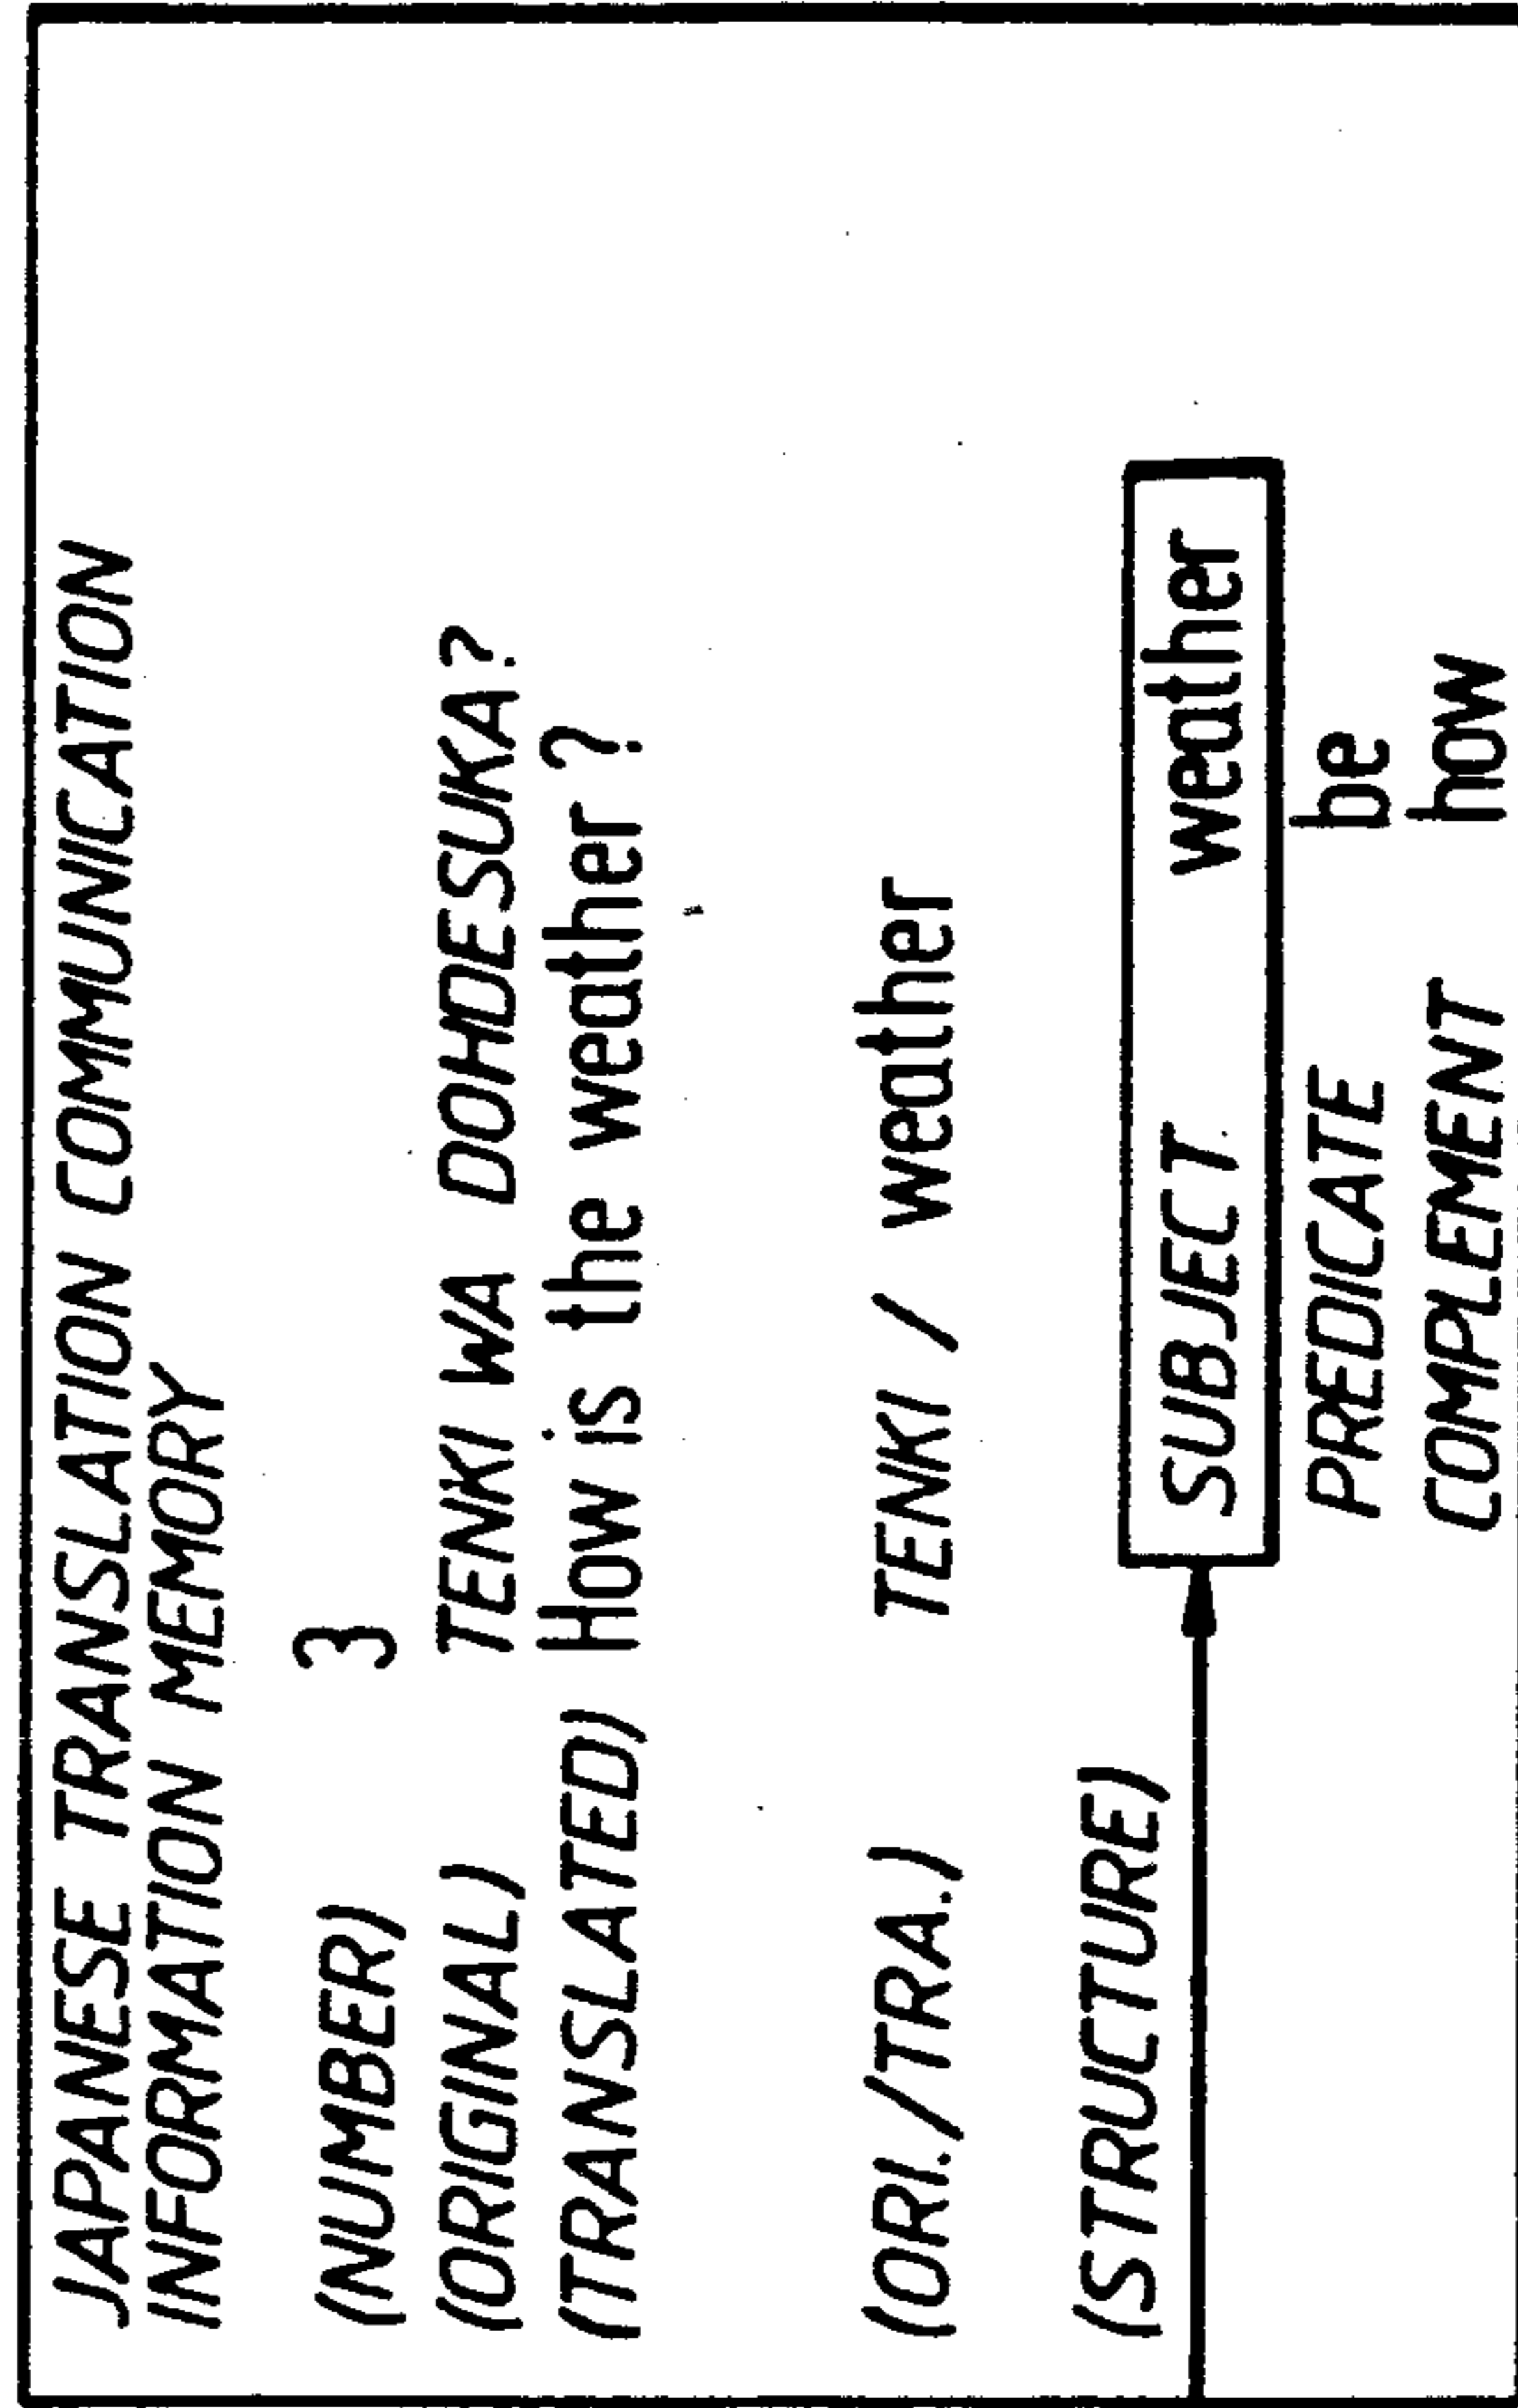 JAPANESE TRANSLATION COMMUNICATION
INFORMATION MEMORY
(NUMBER) 3
(ORIGINAL) TENKI WA DOHDESUKA?
(TRANSLATED) How is the weather ?
(ORI./TRA.) TENKI / weather
(STRUCTURE)
SUBJECT weather
PREDICATE be
COMPLEMENT how